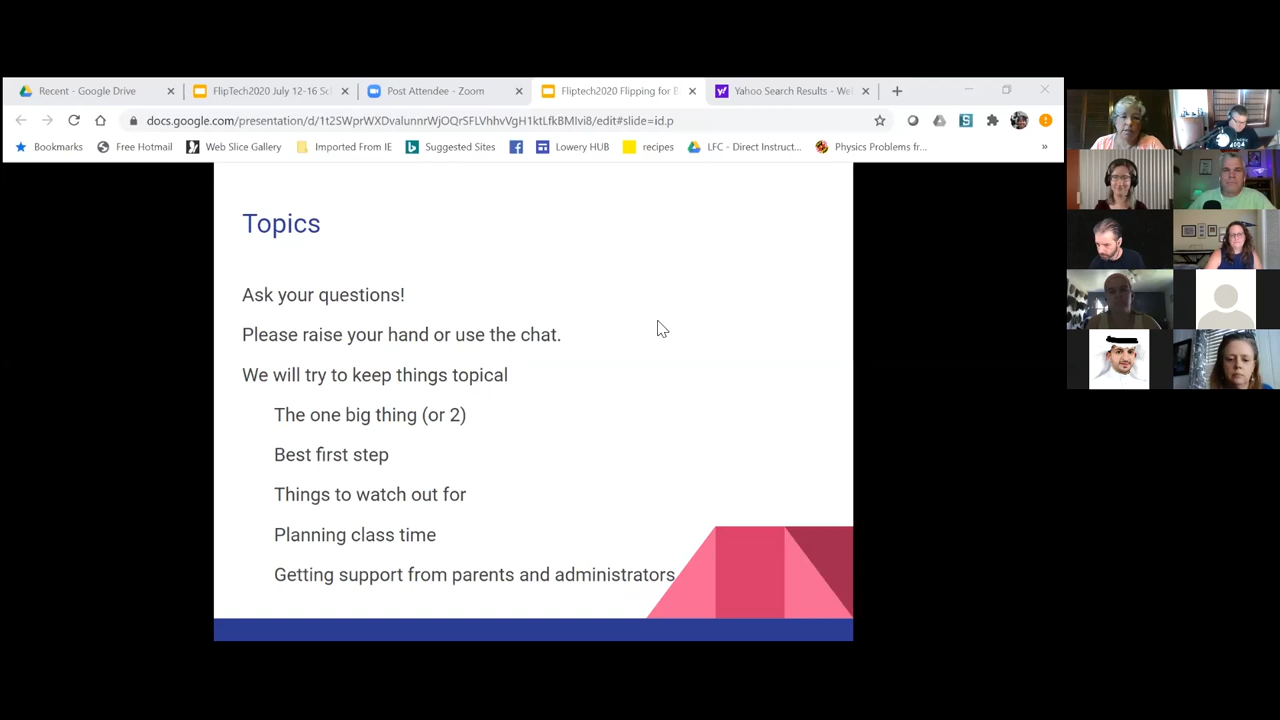 Recent - Google Drive
FlipTech2020 July 12-16 Sc
Post Attendee - Zoom
Fliptech2020 Flipping for B
Yahoo Search Results - We
docs.google.com/presentation/d/1t2SWprWXDvalunnrWjOQrSFLVhhvVgH1ktLfkBMIvi8/edit#slide=id.p
Bookmarks
Free Hotmail
Web Slice Gallery
Imported From IE
Suggested Sites
Lowery HUB
recipes
LFC - Direct Instruct...
Physics Problems fr...
Topics
Ask your questions!
Please raise your hand or use the chat.
We will try to keep things topical
The one big thing (or 2)
Best first step
Things to watch out for
Planning class time
Getting support from parents and administrators